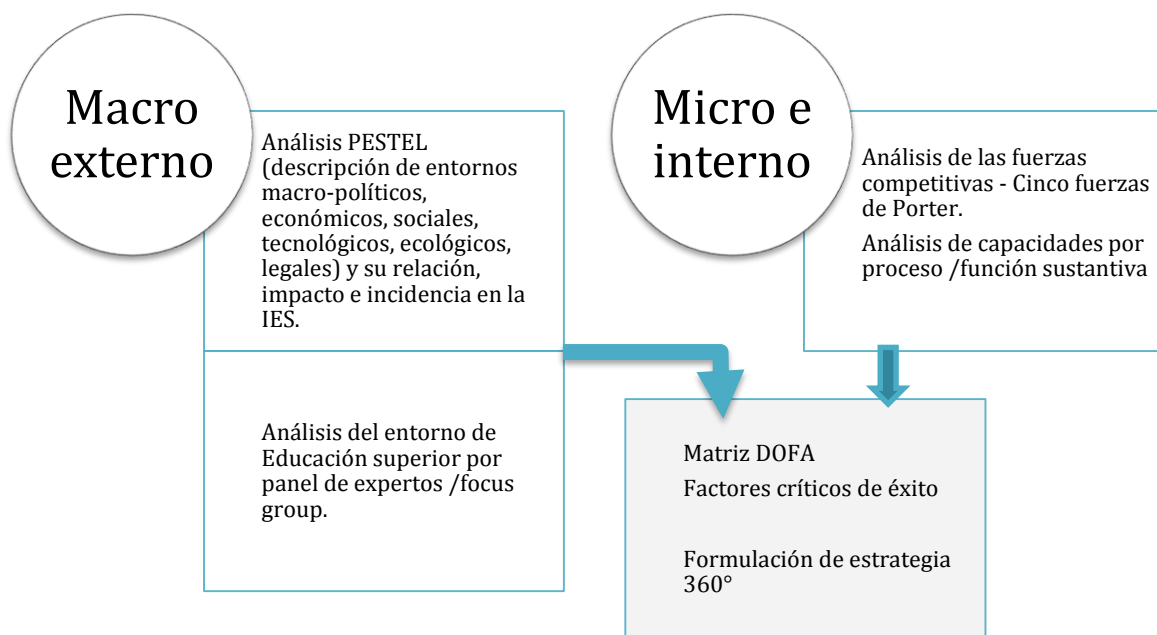 Macro
externo
Análisis PESTEL
(descripción de entornos
macro-políticos,
económicos, sociales,
tecnológicos, ecológicos,
legales) y su relación,
impacto e incidencia en la
IES.
Análisis del entorno de
Educación superior por
panel de expertos /focus
group.
Micro e
interno
Análisis de las fuerzas
competitivas - Cinco fuerzas
de Porter.
Análisis de capacidades por
proceso /función sustantiva
Matriz DOFA
Factores críticos de éxito
Formulación de estrategia
360°